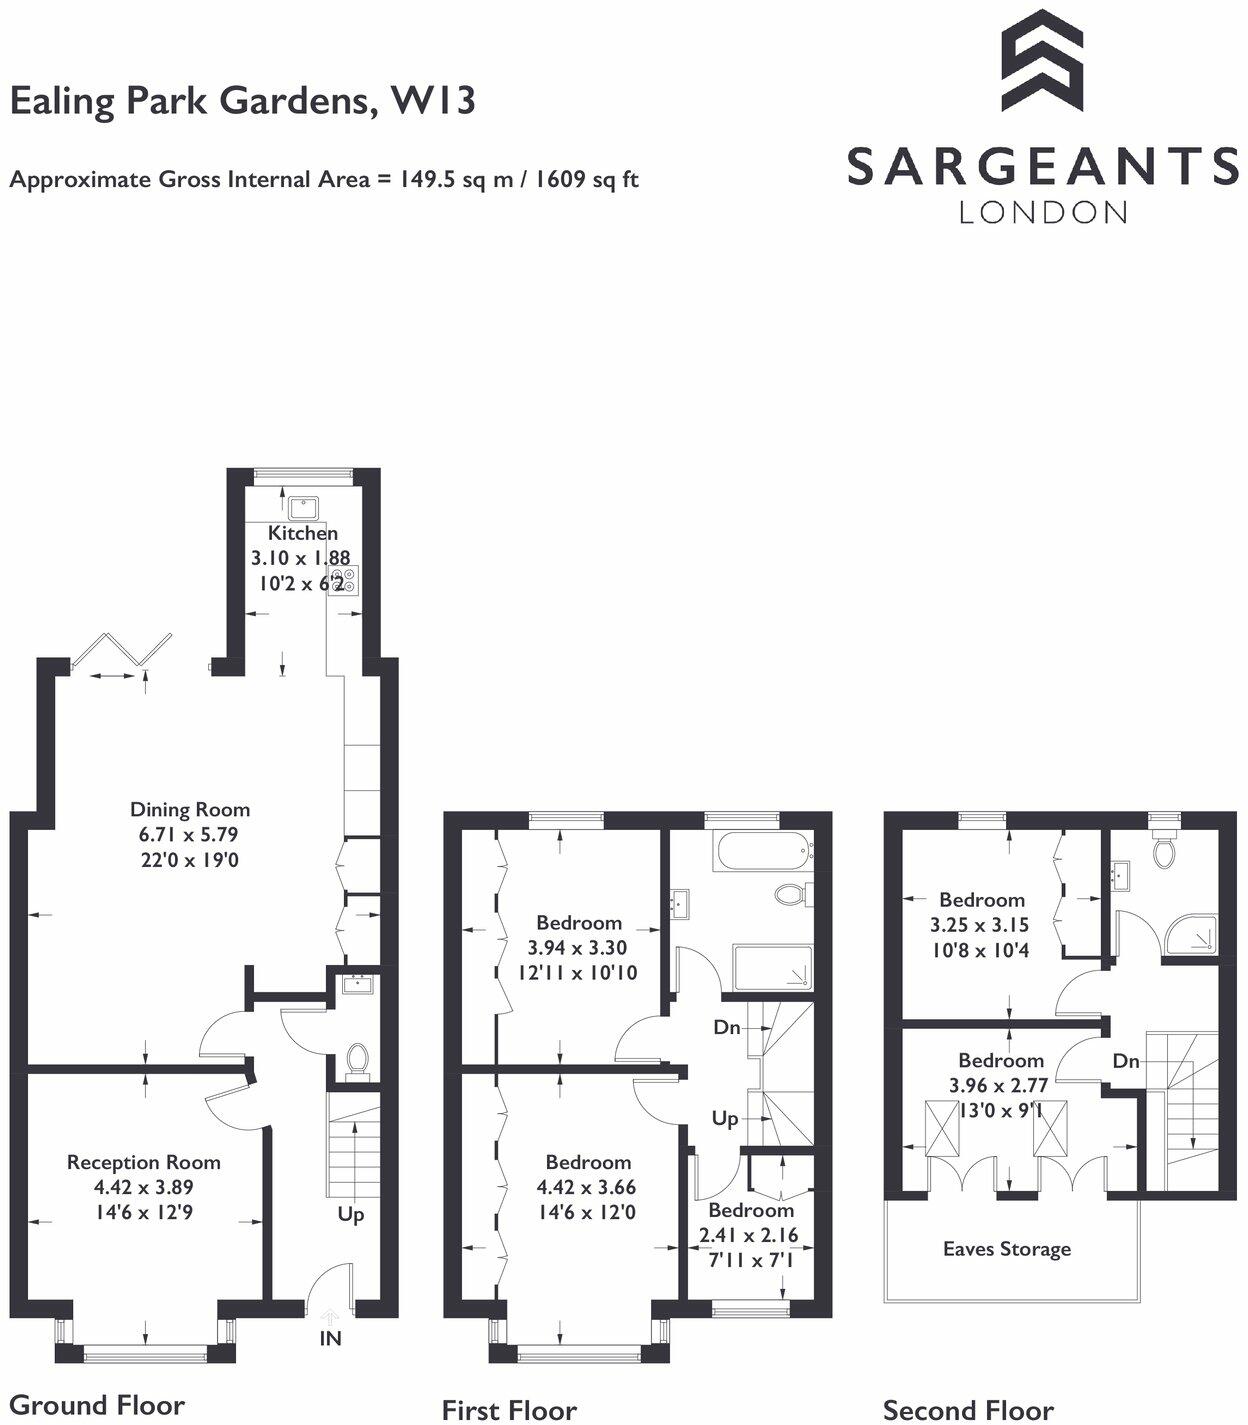 Ealing Park Gardens, W13
Approximate Gross Internal Area = 149.5 sq m / 1609 sq ft
SARGEANTS
LONDON
Kitchen
3.10 x 1.88
10'2 x 6'2
Dining Room
6.71 x 5.79
22'0 x 19'0
Reception Room
4.42 x 3.89
14'6 x 12'9
Up
IN
Ground Floor
Bedroom
3.94 x 3.30
12'11 x 10'10
Dn
Up
Bedroom
4.42 x 3.66
14'6 x 12'0
Bedroom
2.41 x 2.16
7'11 x 7'1
First Floor
Bedroom
3.25 x 3.15
10'8 x 10'4
Bedroom
3.96 x 2.77
13'0 x 9'1
Dn
Eaves Storage
Second Floor